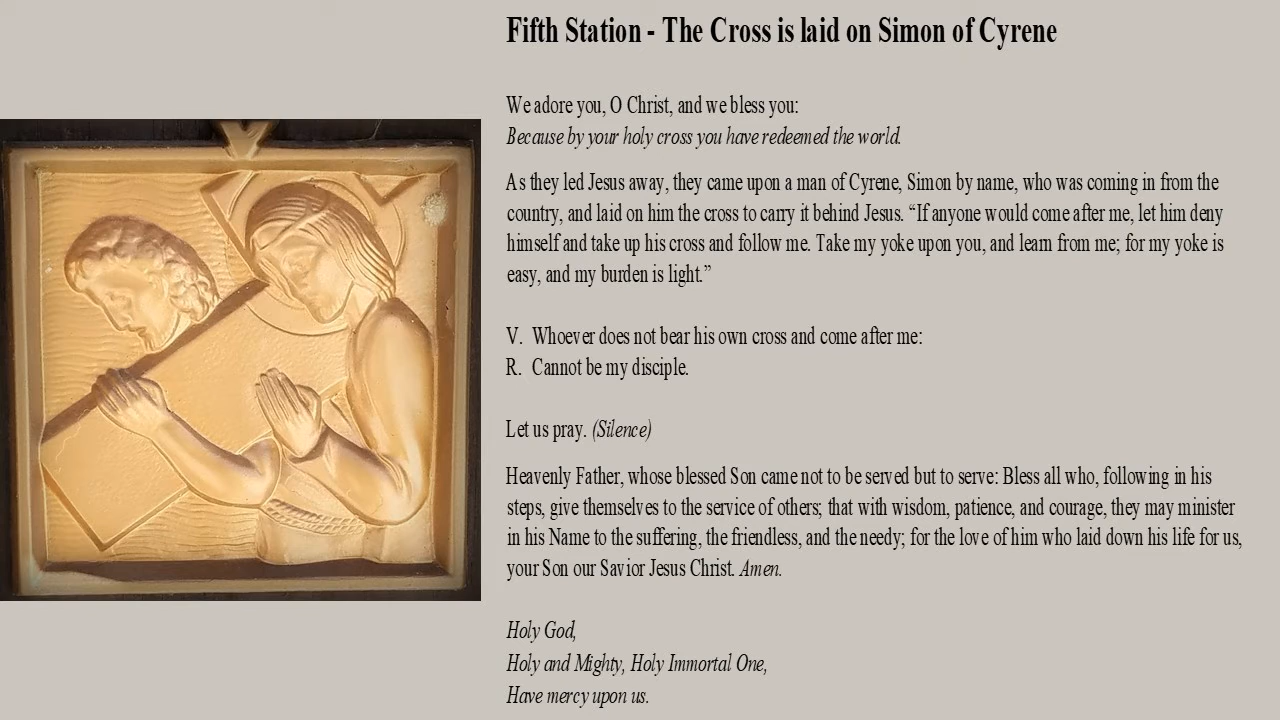 Fifth Station - The Cross is laid on Simon of Cyrene
We adore you, O Christ, and we bless you:
Because by your holy cross you have redeemed the world.
As they led Jesus away, they came upon a man of Cyrene, Simon by name, who was coming in from the
country, and laid on him the cross to carry it behind Jesus. “If anyone would come after me, let him deny
himself and take up his cross and follow me. Take my yoke upon you, and learn from me; for my yoke is
easy, and my burden is light.”
V. Whoever does not bear his own cross and come after me:
R. Cannot be my disciple.
Let us pray. (Silence)
Heavenly Father, whose blessed Son came not to be served but to serve: Bless all who, following in his
steps, give themselves to the service of others; that with wisdom, patience, and courage, they may minister
in his Name to the suffering, the friendless, and the needy; for the love of him who laid down his life for us,
your Son our Savior Jesus Christ. Amen.
Holy God,
Holy and Mighty, Holy Immortal One,
Have mercy upon us.